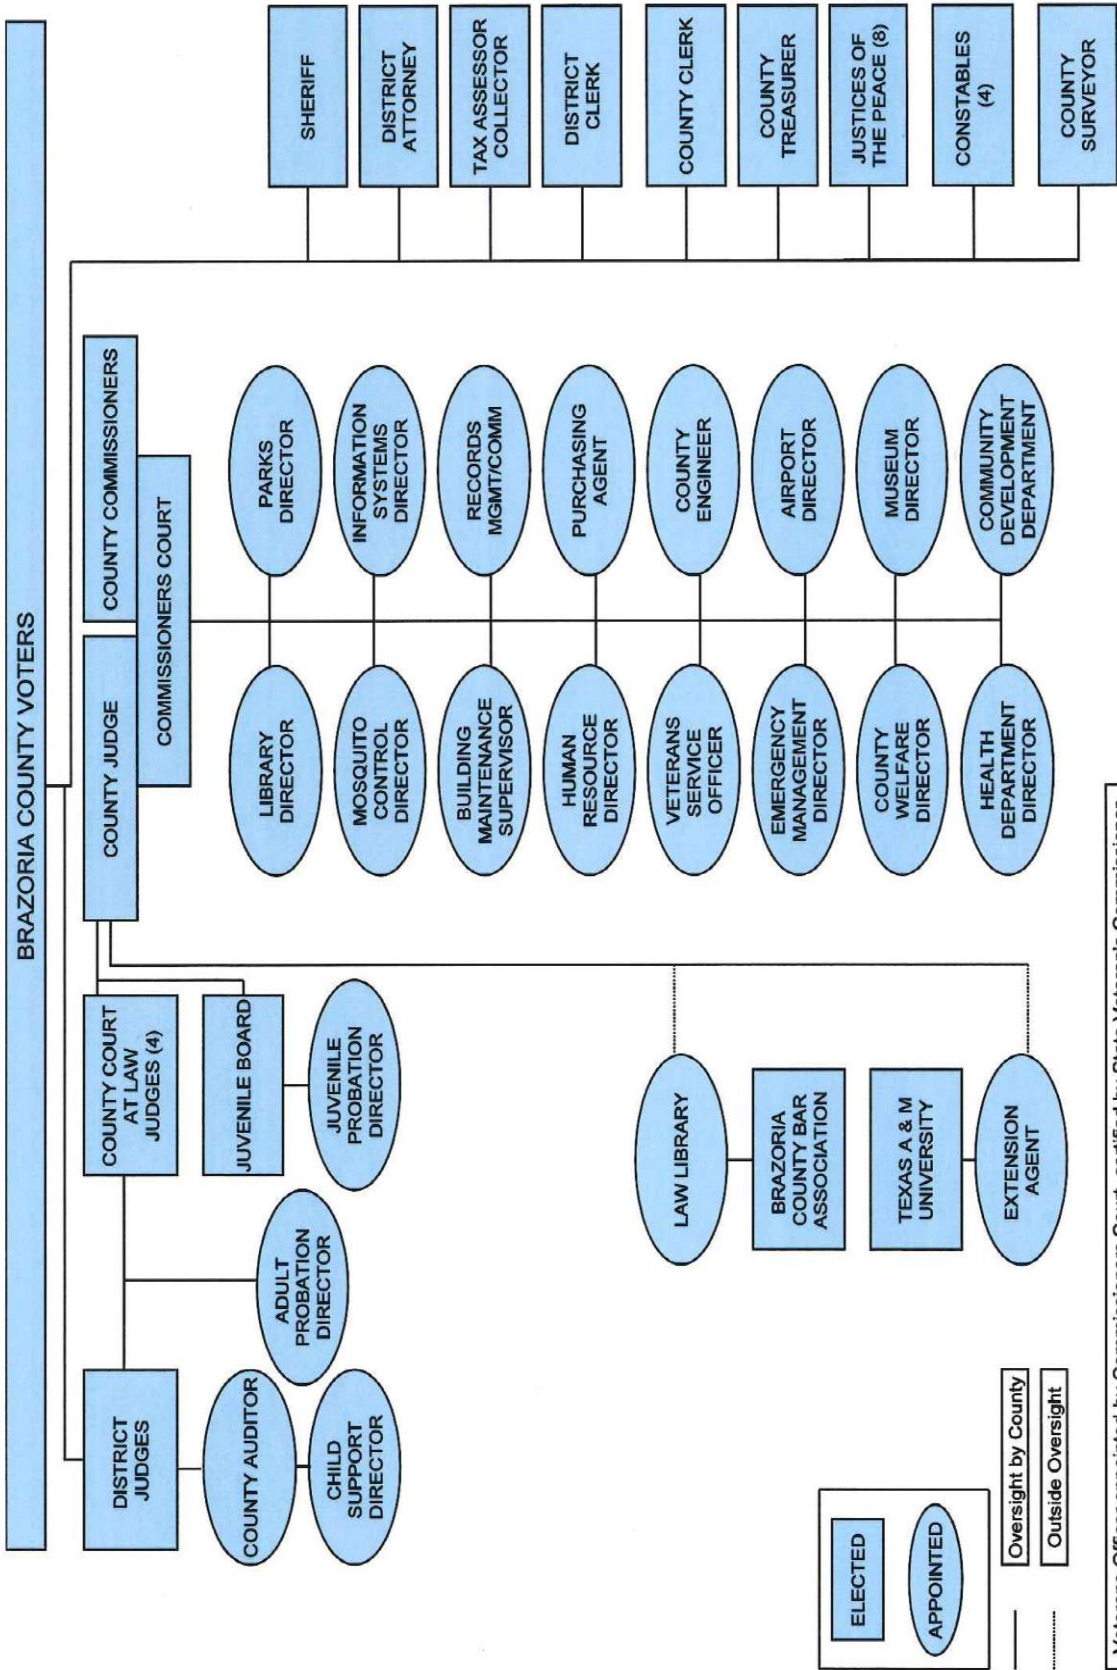 BRAZORIA COUNTY VOTERS
DISTRICT
JUDGES
COUNTY COURT
AT LAW
JUDGES (4)
COUNTY JUDGE
COUNTY COMMISSIONERS
COMMISSIONERS COURT
COUNTY AUDITOR
CHILD
SUPPORT
DIRECTOR
ADULT
PROBATION
DIRECTOR
JUVENILE BOARD
JUVENILE
PROBATION
DIRECTOR
LIBRARY
DIRECTOR
PARKS
DIRECTOR
MOSQUITO
CONTROL
DIRECTOR
INFORMATION
SYSTEMS
DIRECTOR
BUILDING
MAINTENANCE
SUPERVISOR
RECORDS
MGMT/COMM
HUMAN
RESOURCE
DIRECTOR
PURCHASING
AGENT
VETERANS
SERVICE
OFFICER
COUNTY
ENGINEER
EMERGENCY
MANAGEMENT
DIRECTOR
AIRPORT
DIRECTOR
COUNTY
WELFARE
DIRECTOR
MUSEUM
DIRECTOR
HEALTH
DEPARTMENT
DIRECTOR
COMMUNITY
DEVELOPMENT
DEPARTMENT
SHERIFF
DISTRICT
ATTORNEY
TAX ASSESSOR
COLLECTOR
DISTRICT
CLERK
COUNTY CLERK
COUNTY
TREASURER
JUSTICES OF
THE PEACE (8)
CONSTABLES
(4)
COUNTY
SURVEYOR
LAW LIBRARY
BRAZORIA
COUNTY BAR
ASSOCIATION
TEXAS A & M
UNIVERSITY
EXTENSION
AGENT
ELECTED
APPOINTED
Oversight by County
Outside Oversight